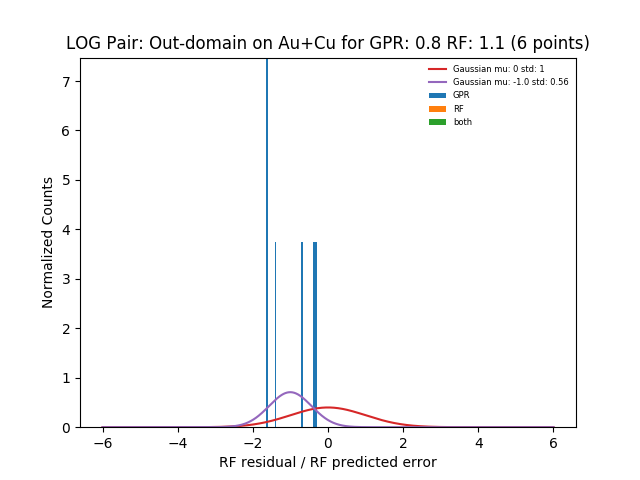 LOG Pair: Out-domain on Au+Cu for GPR: 0.8 RF: 1.1 (6 points)
Gaussian mu: 0 std: 1
Gaussian mu: -1.0 std: 0.56
GPR
RF
both
Normalized Counts
7
6
5
4
3
2
1
0
−6 −4 −2 0 2 4 6
RF residual / RF predicted error